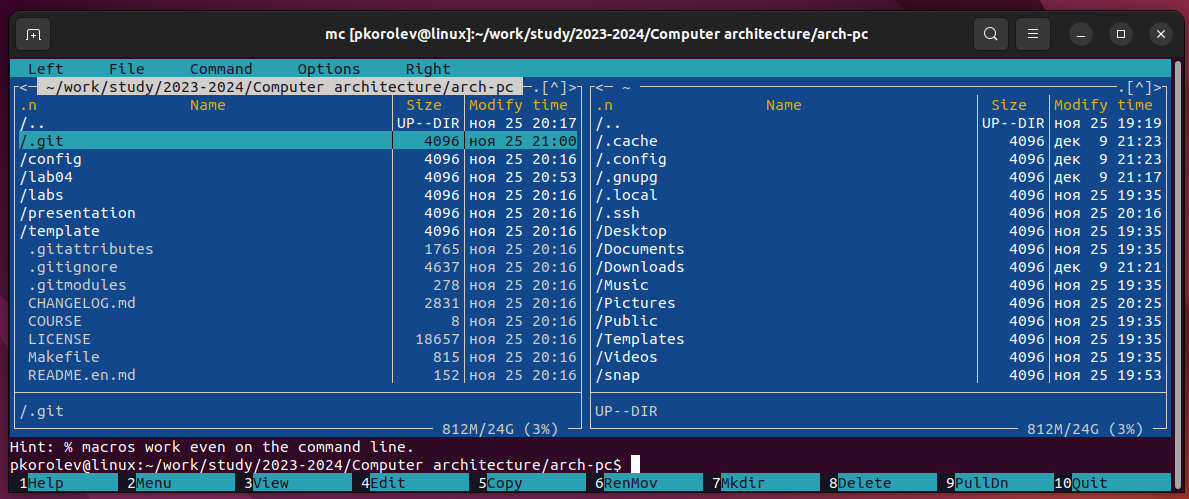 mc [pkorolev@linux]:~/work/study/2023-2024/Computer architecture/arch-pc
Left File Command Options Right
<─ ~/work/study/2023-2024/Computer architecture/arch-pc ─.[^]>
.n Name Size Modify time
/.. UP--DIR ноя 25 20:17
/.git 4096 ноя 25 21:00
/config 4096 ноя 25 20:16
/lab04 4096 ноя 25 20:53
/labs 4096 ноя 25 20:16
/presentation 4096 ноя 25 20:16
/template 4096 ноя 25 20:16
.gitattributes 1765 ноя 25 20:16
.gitignore 4637 ноя 25 20:16
.gitmodules 278 ноя 25 20:16
CHANGELOG.md 2831 ноя 25 20:16
COURSE 8 ноя 25 20:16
LICENSE 18657 ноя 25 20:16
Makefile 815 ноя 25 20:16
README.en.md 152 ноя 25 20:16
/.git
812M/24G (3%)
<─ ~ ─.[^]>
.n Name Size Modify time
/.. UP--DIR ноя 25 19:19
/.cache 4096 дек 9 21:23
/.config 4096 дек 9 21:23
/.gnupg 4096 дек 9 21:17
/.local 4096 ноя 25 19:35
/.ssh 4096 ноя 25 20:16
/Desktop 4096 ноя 25 19:35
/Documents 4096 ноя 25 19:35
/Downloads 4096 дек 9 21:21
/Music 4096 ноя 25 19:35
/Pictures 4096 ноя 25 20:25
/Public 4096 ноя 25 19:35
/Templates 4096 ноя 25 19:35
/Videos 4096 ноя 25 19:35
/snap 4096 ноя 25 19:53
UP--DIR
812M/24G (3%)
Hint: % macros work even on the command line.
pkorolev@linux:~/work/study/2023-2024/Computer architecture/arch-pc$
1Help 2Menu 3View 4Edit 5Copy 6RenMov 7Mkdir 8Delete 9PullDn 10Quit